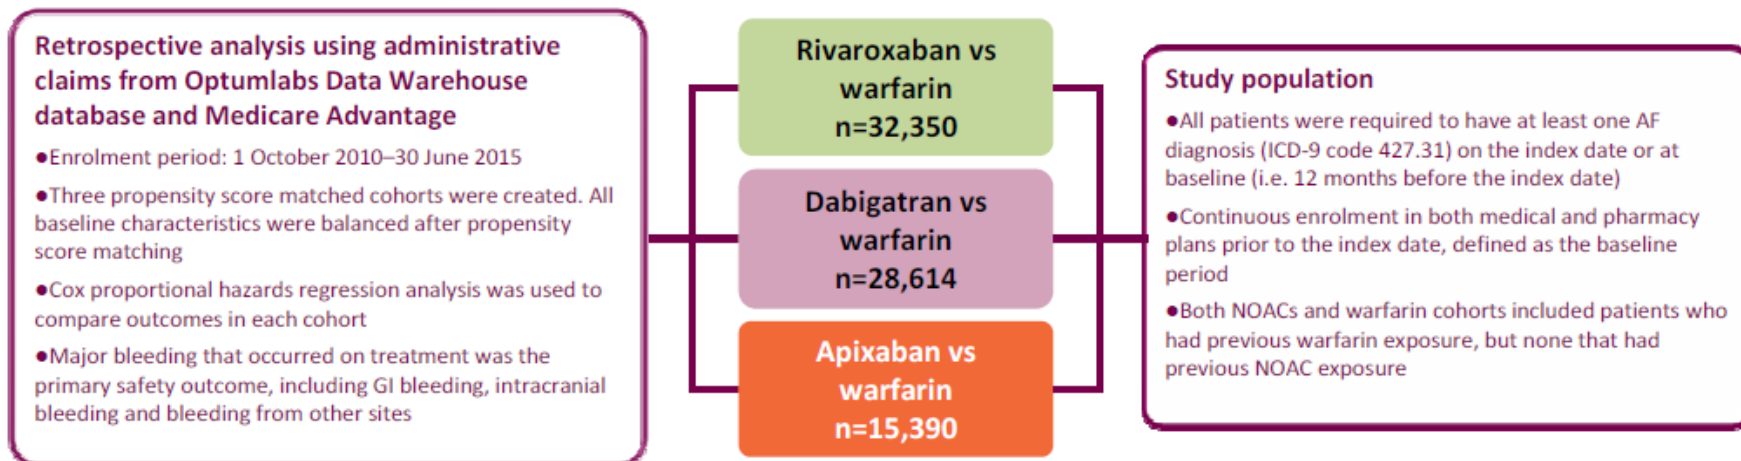 Retrospective analysis using administrative
claims from Optumlabs Data Warehouse
database and Medicare Advantage
●Enrolment period: 1 October 2010–30 June 2015
●Three propensity score matched cohorts were created. All
baseline characteristics were balanced after propensity
score matching
●Cox proportional hazards regression analysis was used to
compare outcomes in each cohort
●Major bleeding that occurred on treatment was the
primary safety outcome, including GI bleeding, intracranial
bleeding and bleeding from other sites
Rivaroxaban vs
warfarin
n=32,350
Dabigatran vs
warfarin
n=28,614
Apixaban vs
warfarin
n=15,390
Study population
●All patients were required to have at least one AF
diagnosis (ICD-9 code 427.31) on the index date or at
baseline (i.e. 12 months before the index date)
●Continuous enrolment in both medical and pharmacy
plans prior to the index date, defined as the baseline
period
●Both NOACs and warfarin cohorts included patients who
had previous warfarin exposure, but none that had
previous NOAC exposure